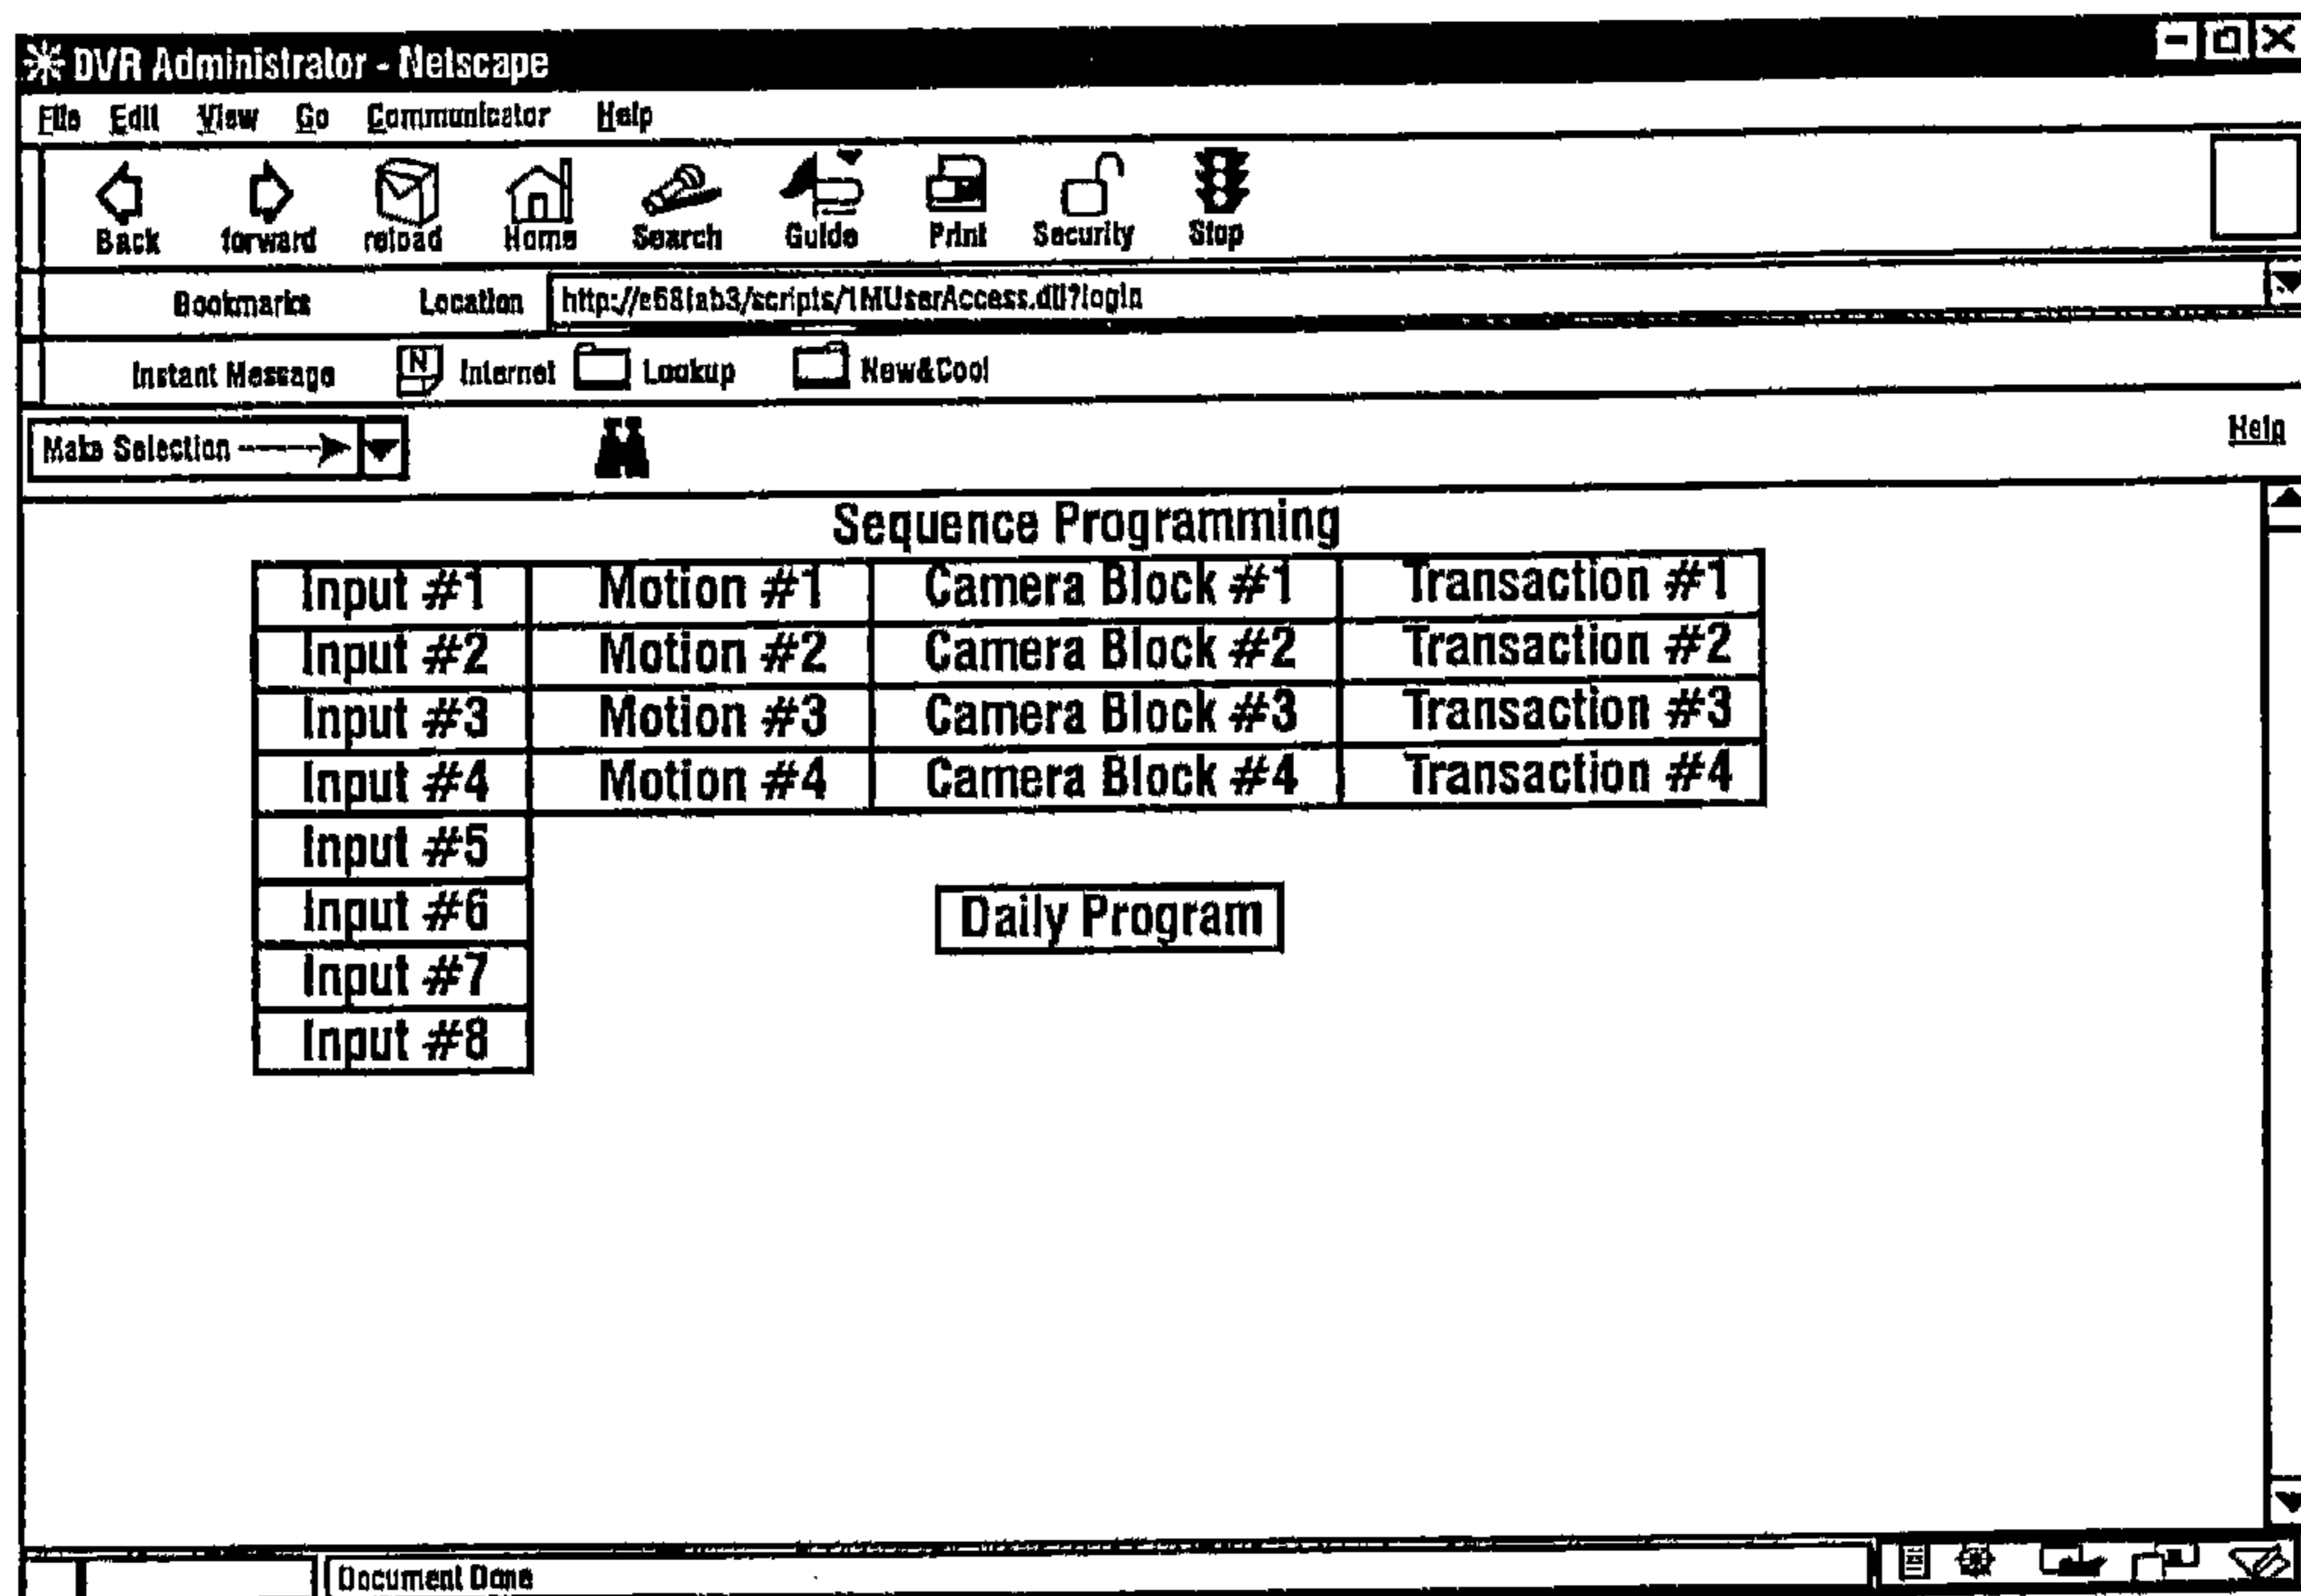 DVR Administrator - Netscape
File Edit View Go Communicator Help
Back forward reload Home Search Guide Print Security Stop
Bookmarks Location http://e68lab3/scripts/1MUserAccess.dll?login
Instant Message N Internet Lookup New&Cool
Make Selection Help
Sequence Programming
Input #1 Motion #1 Camera Block #1 Transaction #1
Input #2 Motion #2 Camera Block #2 Transaction #2
Input #3 Motion #3 Camera Block #3 Transaction #3
Input #4 Motion #4 Camera Block #4 Transaction #4
Input #5
Input #6 Daily Program
Input #7
Input #8
Document Done